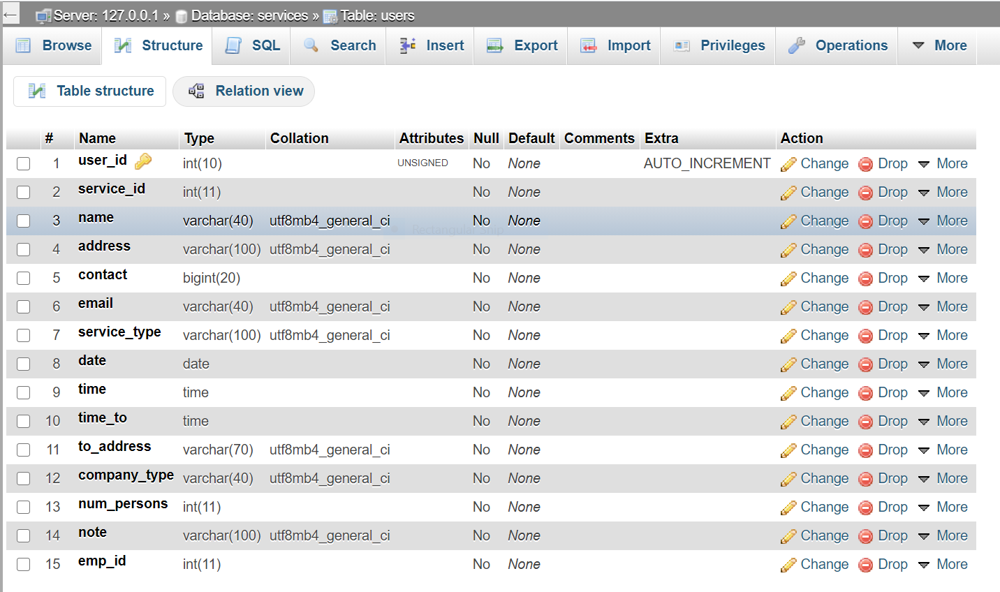 ← Server: 127.0.0.1 » Database: services » Table: users
Browse Structure SQL Search Insert Export Import Privileges Operations More
Table structure Relation view
# Name Type Collation Attributes Null Default Comments Extra Action
1 user_id int(10) UNSIGNED No None AUTO_INCREMENT Change Drop More
2 service_id int(11) No None Change Drop More
3 name varchar(40) utf8mb4_general_ci No None Change Drop More
Rectangular Snip
4 address varchar(100) utf8mb4_general_ci No None Change Drop More
5 contact bigint(20) No None Change Drop More
6 email varchar(40) utf8mb4_general_ci No None Change Drop More
7 service_type varchar(100) utf8mb4_general_ci No None Change Drop More
8 date date No None Change Drop More
9 time time No None Change Drop More
10 time_to time No None Change Drop More
11 to_address varchar(70) utf8mb4_general_ci No None Change Drop More
12 company_type varchar(40) utf8mb4_general_ci No None Change Drop More
13 num_persons int(11) No None Change Drop More
14 note varchar(100) utf8mb4_general_ci No None Change Drop More
15 emp_id int(11) No None Change Drop More